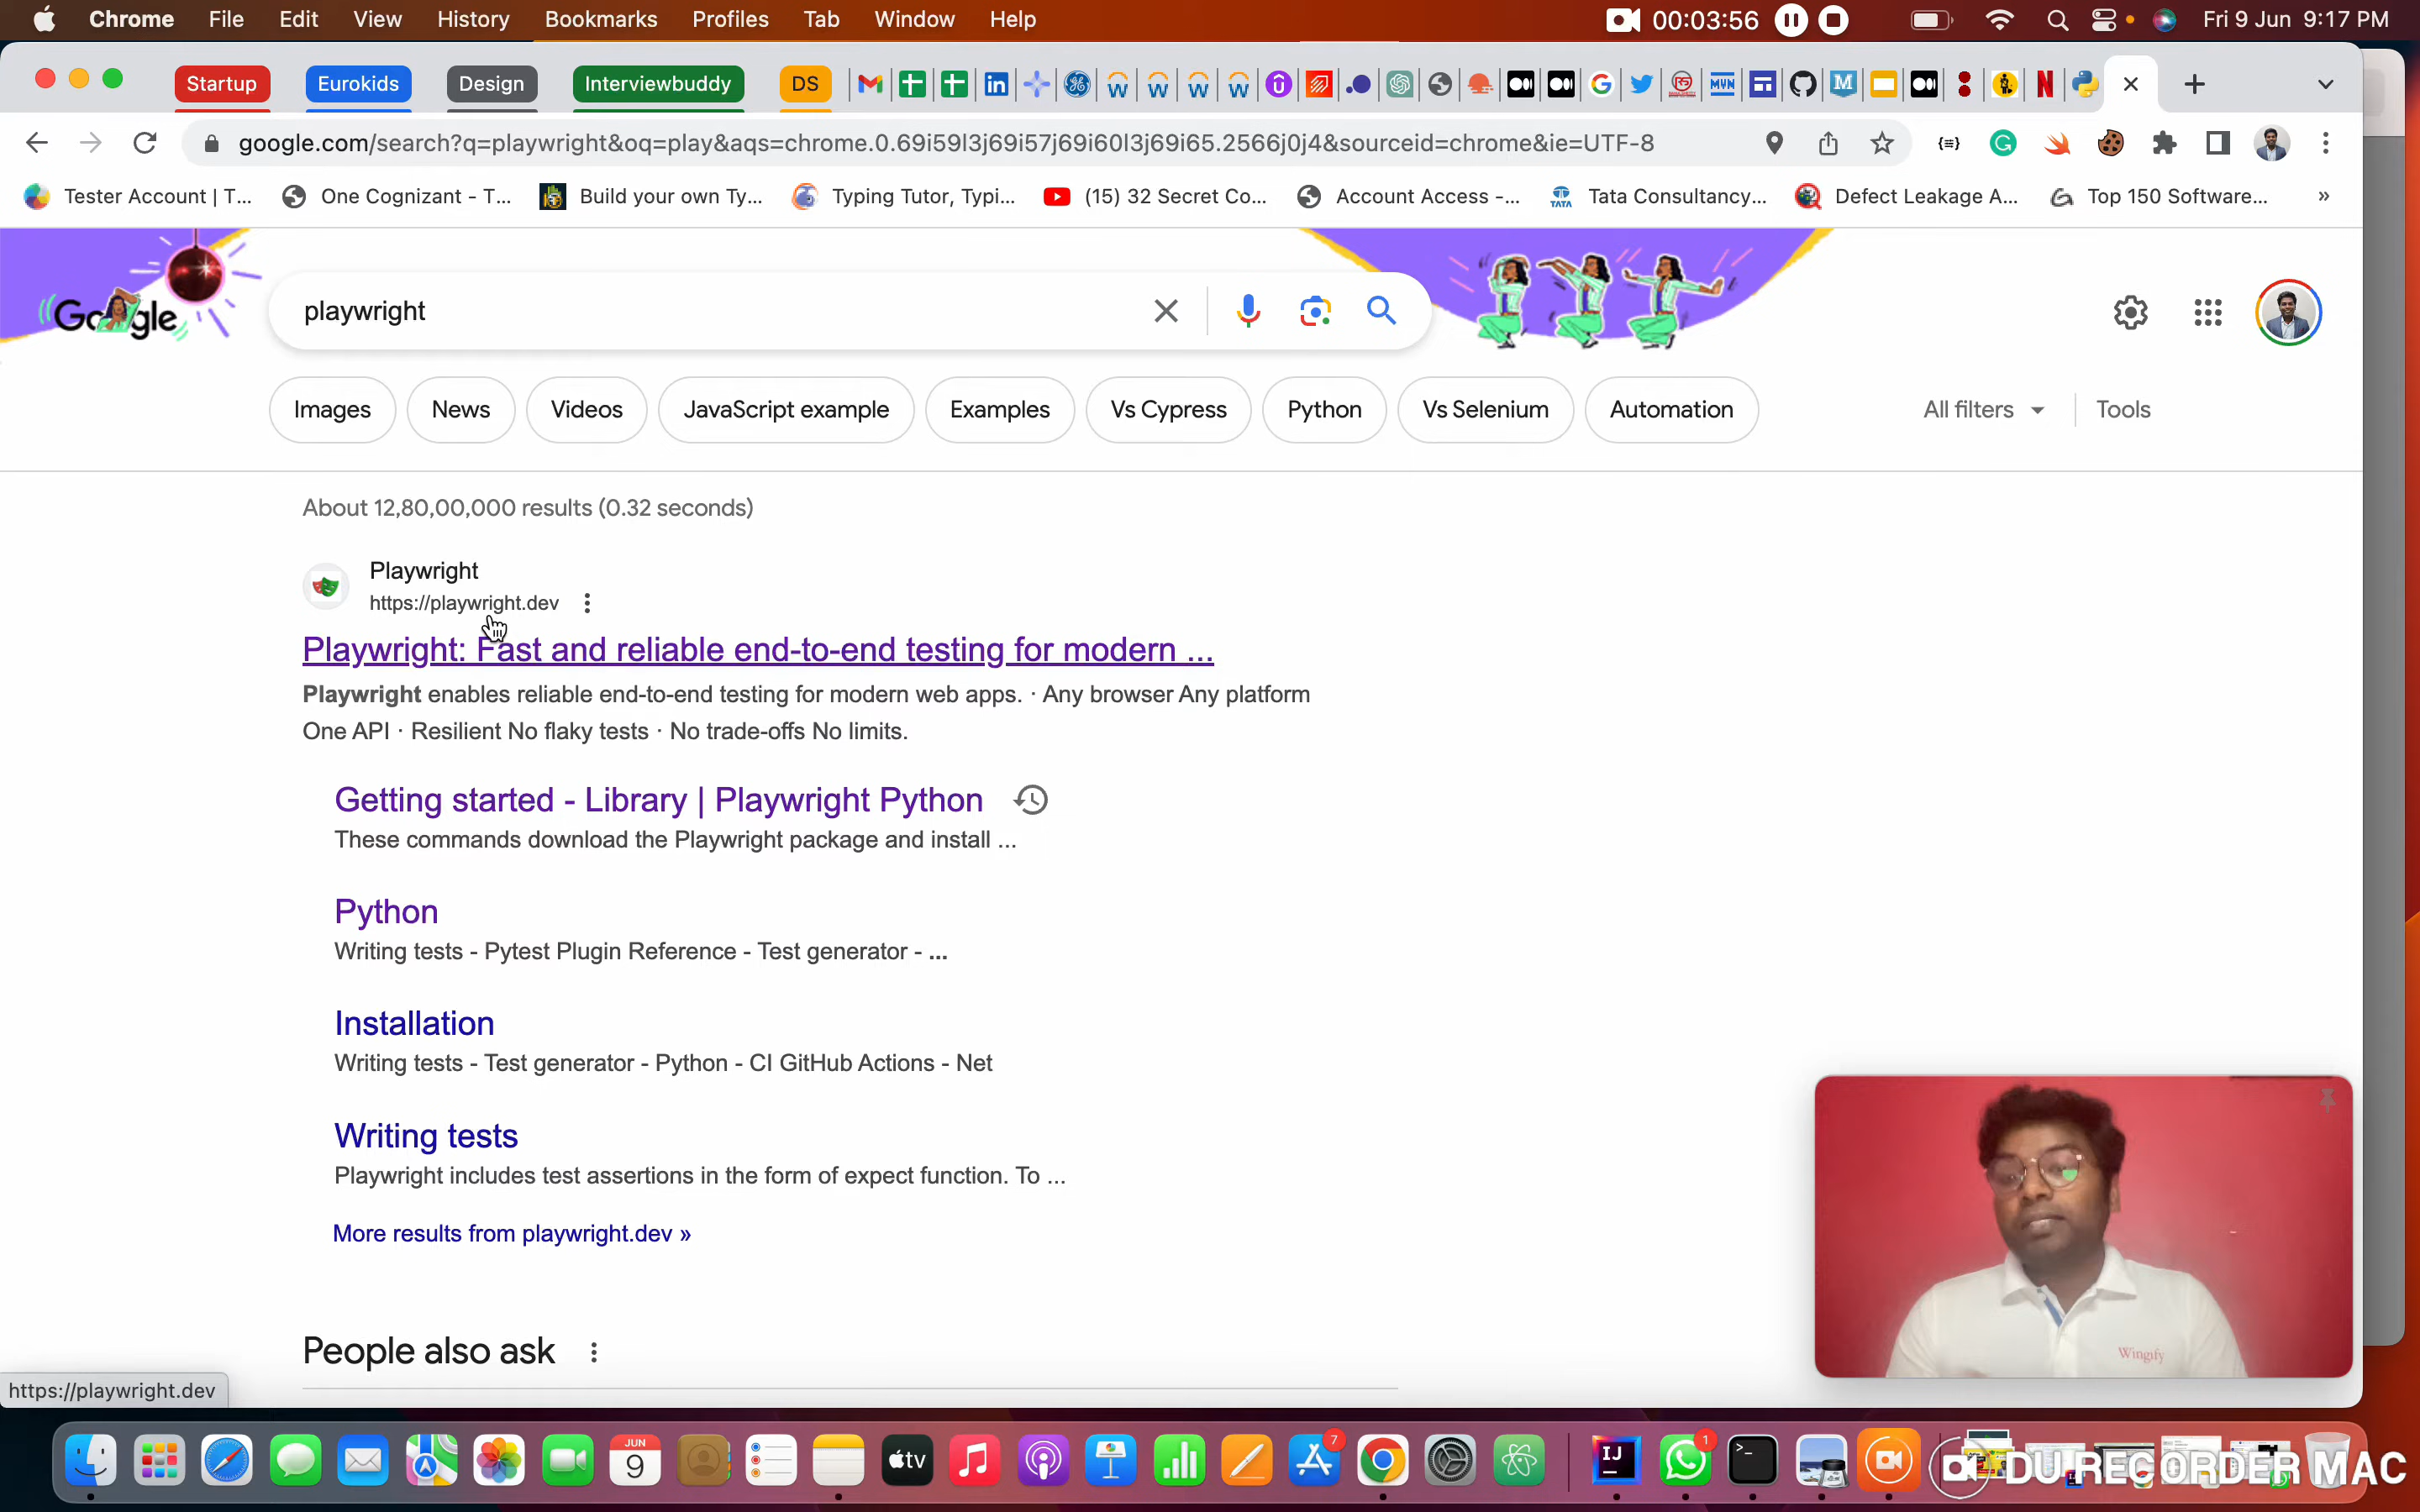 Chrome File Edit View History Bookmarks Profiles Tab Window Help 00:03:56 Fri 9 Jun 9:17 PM
Startup Eurokids Design Interviewbuddy DS
google.com/search?q=playwright&oq=play&aqs=chrome.0.69i59l3j69i57j69i60l3j69i65.2566j0j4&sourceid=chrome&ie=UTF-8
Tester Account | T... One Cognizant - T... Build your own Ty... Typing Tutor, Typi... (15) 32 Secret Co... Account Access -... TATA Tata Consultancy... Defect Leakage A... Top 150 Software... »
playwright
Images News Videos JavaScript example Examples Vs Cypress Python Vs Selenium Automation All filters Tools
About 12,80,00,000 results (0.32 seconds)
Playwright
https://playwright.dev
Playwright: Fast and reliable end-to-end testing for modern ...
Playwright enables reliable end-to-end testing for modern web apps. · Any browser Any platform
One API · Resilient No flaky tests · No trade-offs No limits.
Getting started - Library | Playwright Python
These commands download the Playwright package and install ...
Python
Writing tests - Pytest Plugin Reference - Test generator - ...
Installation
Writing tests - Test generator - Python - CI GitHub Actions - Net
Writing tests
Playwright includes test assertions in the form of expect function. To ...
More results from playwright.dev »
Wingify
People also ask
https://playwright.dev
JUN
9
tv
7
IJ
1
DU RECORDER MAC